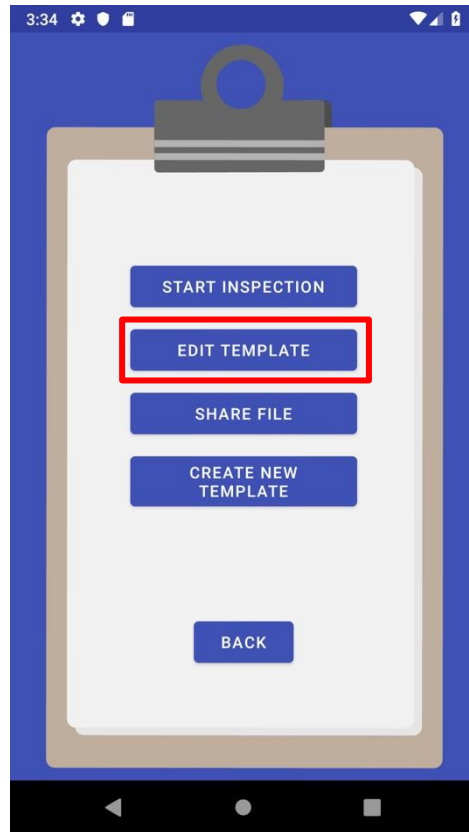 3:34
START INSPECTION
EDIT TEMPLATE
SHARE FILE
CREATE NEW
TEMPLATE
BACK